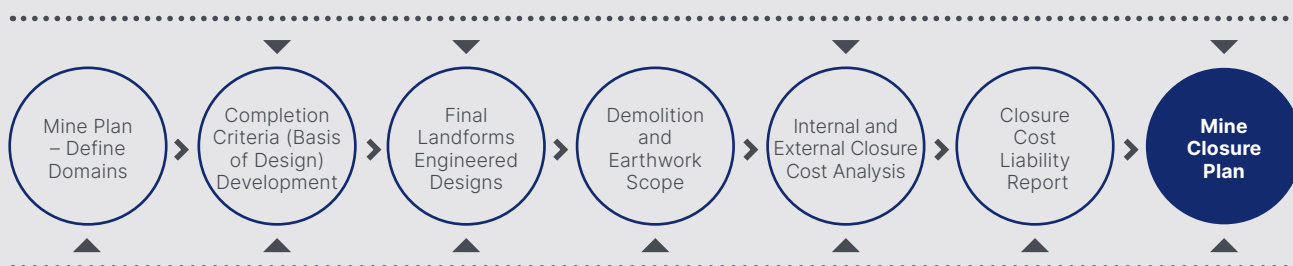 Mine Plan
– Define
Domains
Completion
Criteria (Basis
of Design)
Development
Final
Landforms
Engineered
Designs
Demolition
and
Earthwork
Scope
Internal and
External Closure
Cost Analysis
Closure
Cost
Liability
Report
Mine
Closure
Plan